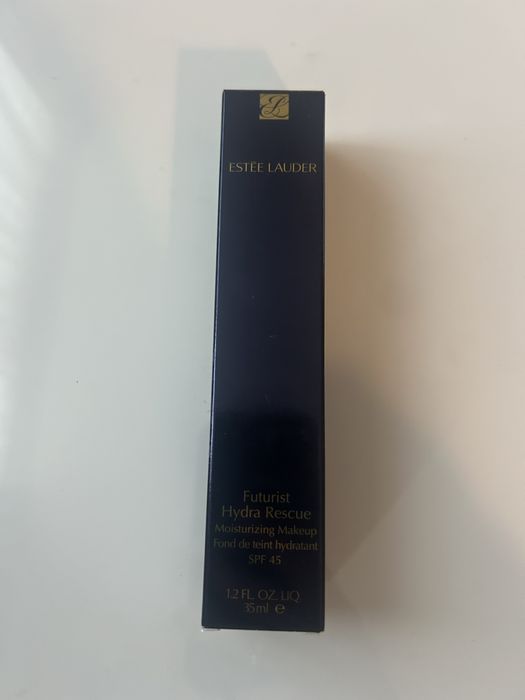 ESTĒE LAUDER
Futurist
Hydra Rescue
Moisturizing Makeup
Fond de teint hydratant
SPF 45
1.2 FL. OZ. LIQ.
35ml ℮